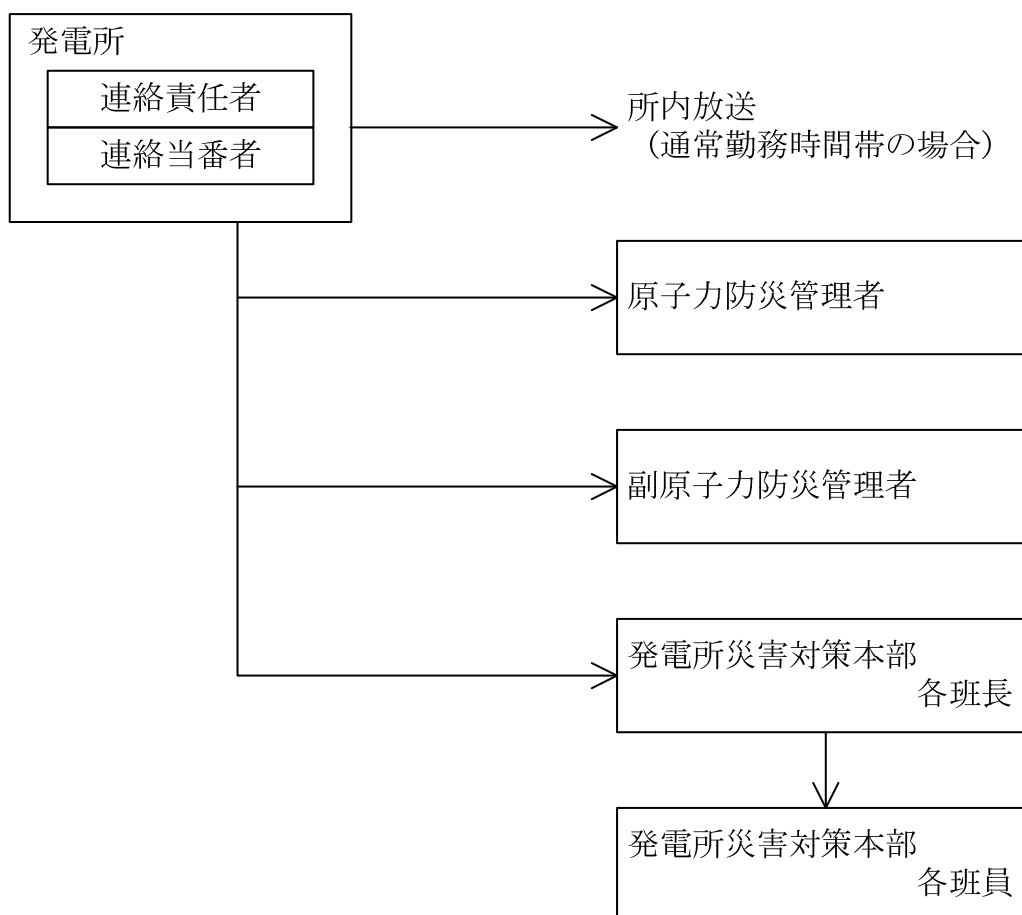 発電所
連絡責任者
連絡当番者
所内放送
（通常勤務時間帯の場合）
原子力防災管理者
副原子力防災管理者
発電所災害対策本部
各班長
発電所災害対策本部
各班員